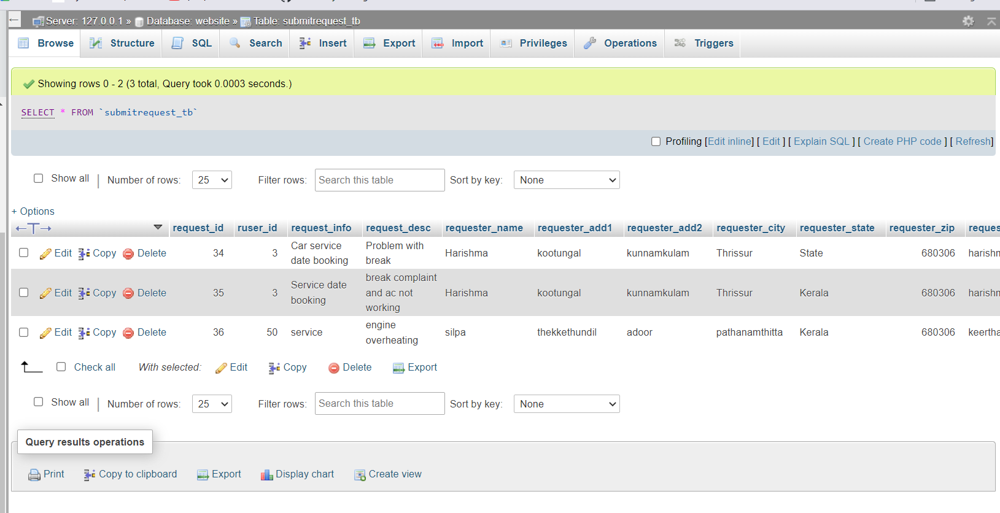 Server: 127.0.0.1 » Database: website » Table: submitrequest_tb
Browse Structure SQL Search Insert Export Import Privileges Operations Triggers
Showing rows 0 - 2 (3 total, Query took 0.0003 seconds.)
SELECT * FROM `submitrequest_tb`
Profiling [Edit inline] [ Edit ] [ Explain SQL ] [ Create PHP code ] [ Refresh]
Show all | Number of rows: 25 Filter rows: Search this table Sort by key: None
+ Options
←T→ request_id ruser_id request_info request_desc requester_name requester_add1 requester_add2 requester_city requester_state requester_zip reques
Edit Copy Delete 34 3 Car service date booking Problem with break Harishma kootungal kunnamkulam Thrissur State 680306 harishm
Edit Copy Delete 35 3 Service date booking break complaint and ac not working Harishma kootungal kunnamkulam Thrissur Kerala 680306 harishm
Edit Copy Delete 36 50 service engine overheating silpa thekkethundil adoor pathanamthitta Kerala 680306 keertha
Check all With selected: Edit Copy Delete Export
Show all | Number of rows: 25 Filter rows: Search this table Sort by key: None
Query results operations
Print Copy to clipboard Export Display chart Create view